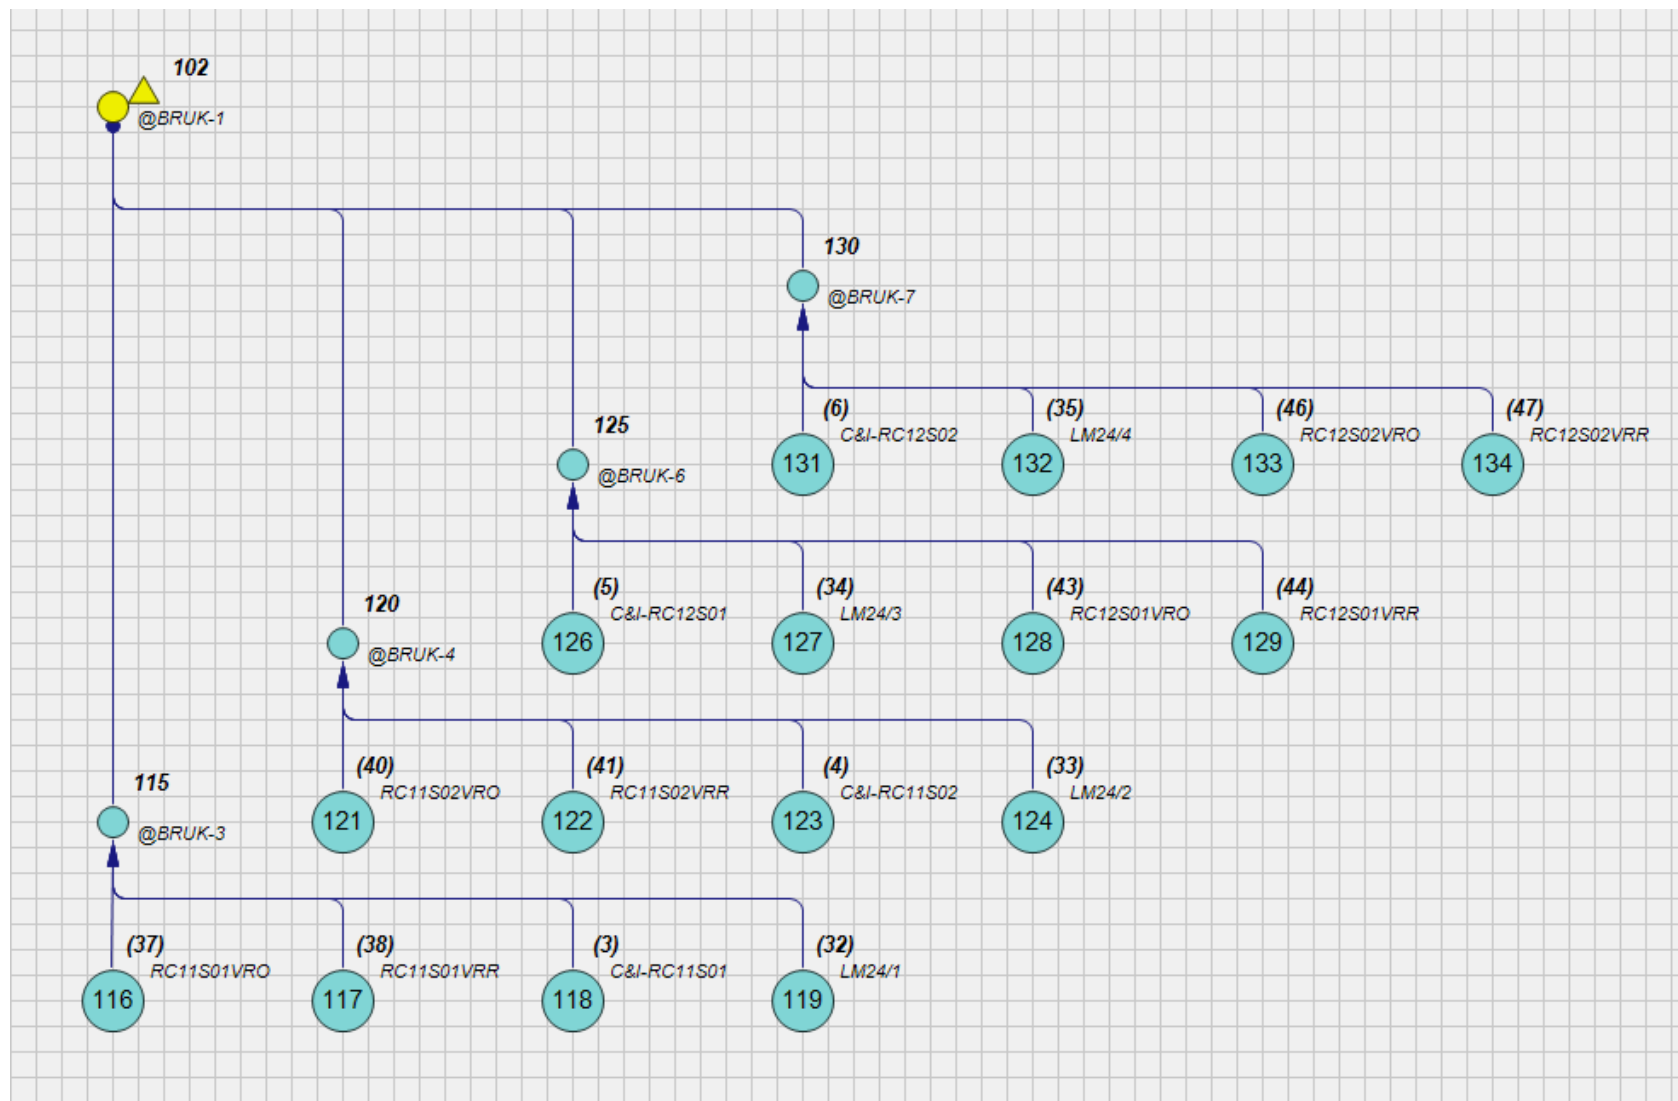 102
@BRUK-1
130
@BRUK-7
(6)
C&I-RC12S02
131
(35)
LM24/4
132
(46)
RC12S02VRO
133
(47)
RC12S02VRR
134
125
@BRUK-6
(5)
C&I-RC12S01
126
(34)
LM24/3
127
(43)
RC12S01VRO
128
(44)
RC12S01VRR
129
120
@BRUK-4
(40)
RC11S02VRO
121
(41)
RC11S02VRR
122
(4)
C&I-RC11S02
123
(33)
LM24/2
124
115
@BRUK-3
(37)
RC11S01VRO
116
(38)
RC11S01VRR
117
(3)
C&I-RC11S01
118
(32)
LM24/1
119